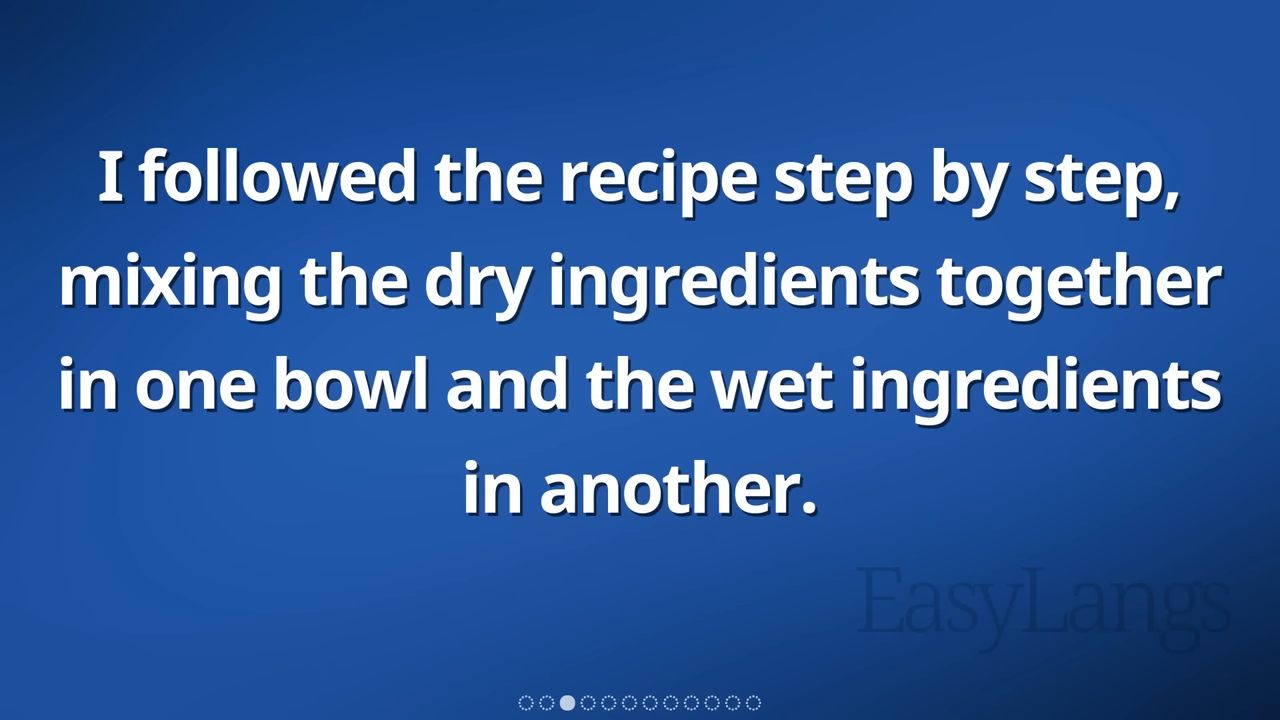 I followed the recipe step by step,
mixing the dry ingredients together
in one bowl and the wet ingredients
in another.
EasyLangs